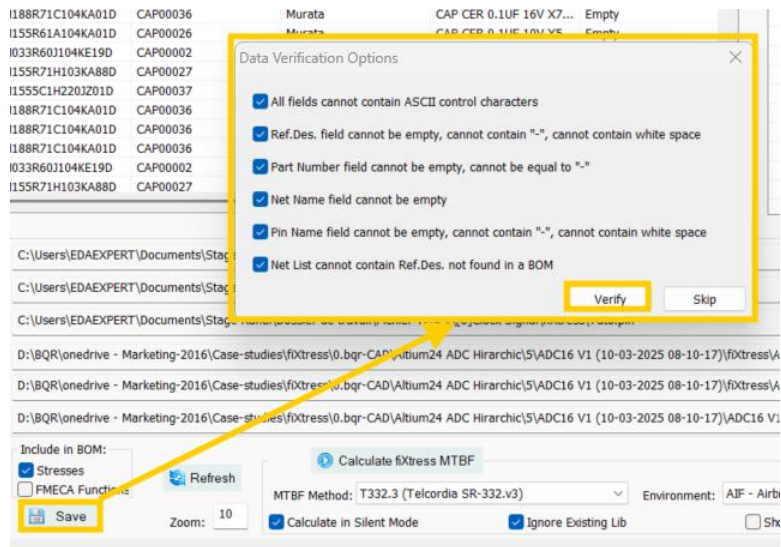 I188R71C104KA01D CAP00036 Murata CAP CER 0.1UF 16V X7... Empty
I155R61A104KA01D CAP00026 Murata CAP CER 0.1UF 10V X5 Empty
I033R60J104KE19D CAP00002
I155R71H103KA88D CAP00027
I1555C1H220JZ01D CAP00037
I188R71C104KA01D CAP00036
I188R71C104KA01D CAP00036
I188R71C104KA01D CAP00036
I033R60J104KE19D CAP00002
I155R71H103KA88D CAP00027
Data Verification Options
All fields cannot contain ASCII control characters
Ref.Des. field cannot be empty, cannot contain "-", cannot contain white space
Part Number field cannot be empty, cannot be equal to "-"
Net Name field cannot be empty
Pin Name field cannot be empty, cannot contain "-", cannot contain white space
Net List cannot contain Ref.Des. not found in a BOM
Verify Skip
C:\Users\EDAEXPERT\Documents\Stag
C:\Users\EDAEXPERT\Documents\Stag
C:\Users\EDAEXPERT\Documents\Stage
D:\BQR\onedrive - Marketing-2016\Case-studies\fiXtress\0.bqr-CAD\Altium24 ADC Hirarchic\5\ADC16 V1 (10-03-2025 08-10-17)\fiXtress\A
D:\BQR\onedrive - Marketing-2016\Case-studies\fiXtress\0.bqr-CAD\Altium24 ADC Hirarchic\5\ADC16 V1 (10-03-2025 08-10-17)\fiXtress\A
D:\BQR\onedrive - Marketing-2016\Case-studies\fiXtress\0.bqr-CAD\Altium24 ADC Hirarchic\5\ADC16 V1 (10-03-2025 08-10-17)\ADC16 V1
Include in BOM:
Stresses
FMECA Functions
Save
Refresh
Zoom: 10
Calculate fiXtress MTBF
MTBF Method: T332.3 (Telcordia SR-332.v3) Environment: AIF - Airb
Calculate in Silent Mode Ignore Existing Lib Sho